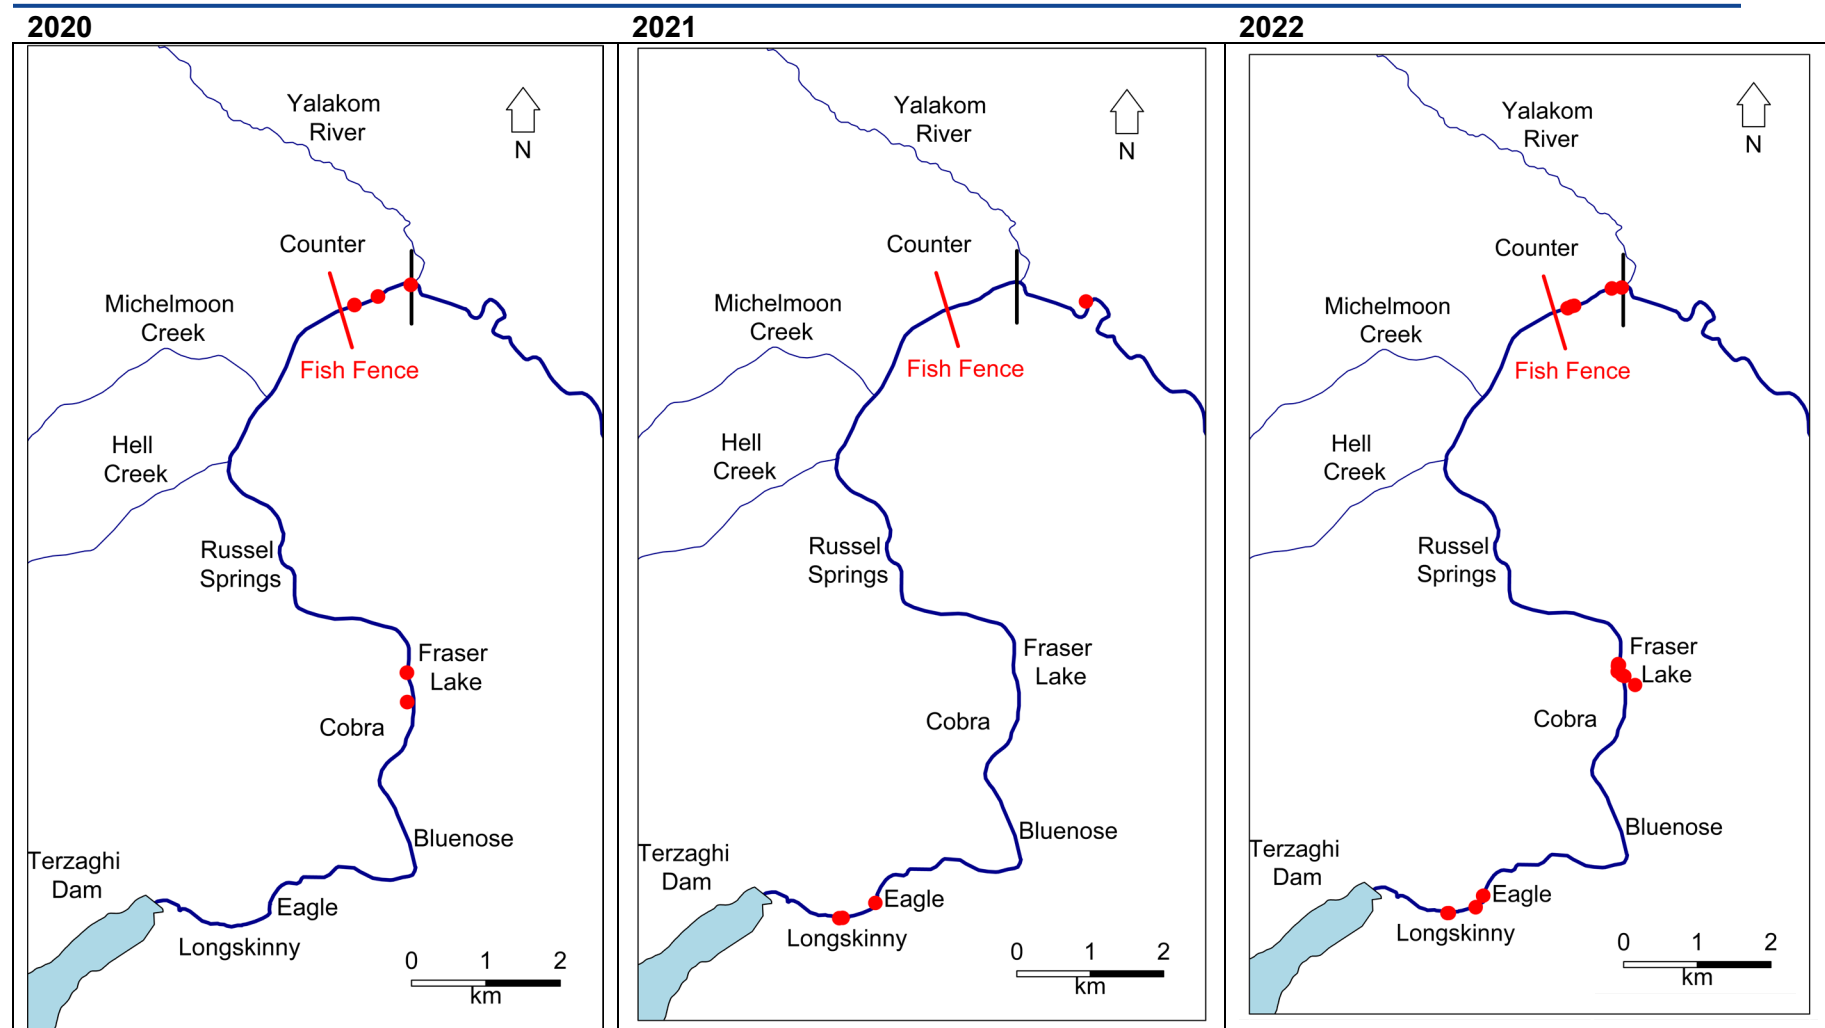 2020
Yalakom
River
N
Counter
Michelmoon
Creek
Fish Fence
Hell
Creek
Russel
Springs
Fraser
Lake
Cobra
Bluenose
Terzaghi
Dam
Eagle
Longskinny
0 1 2
km
2021
Yalakom
River
N
Counter
Michelmoon
Creek
Fish Fence
Hell
Creek
Russel
Springs
Fraser
Lake
Cobra
Bluenose
Terzaghi
Dam
Eagle
Longskinny
0 1 2
km
2022
Yalakom
River
N
Counter
Michelmoon
Creek
Fish Fence
Hell
Creek
Russel
Springs
Fraser
Lake
Cobra
Bluenose
Terzaghi
Dam
Eagle
Longskinny
0 1 2
km